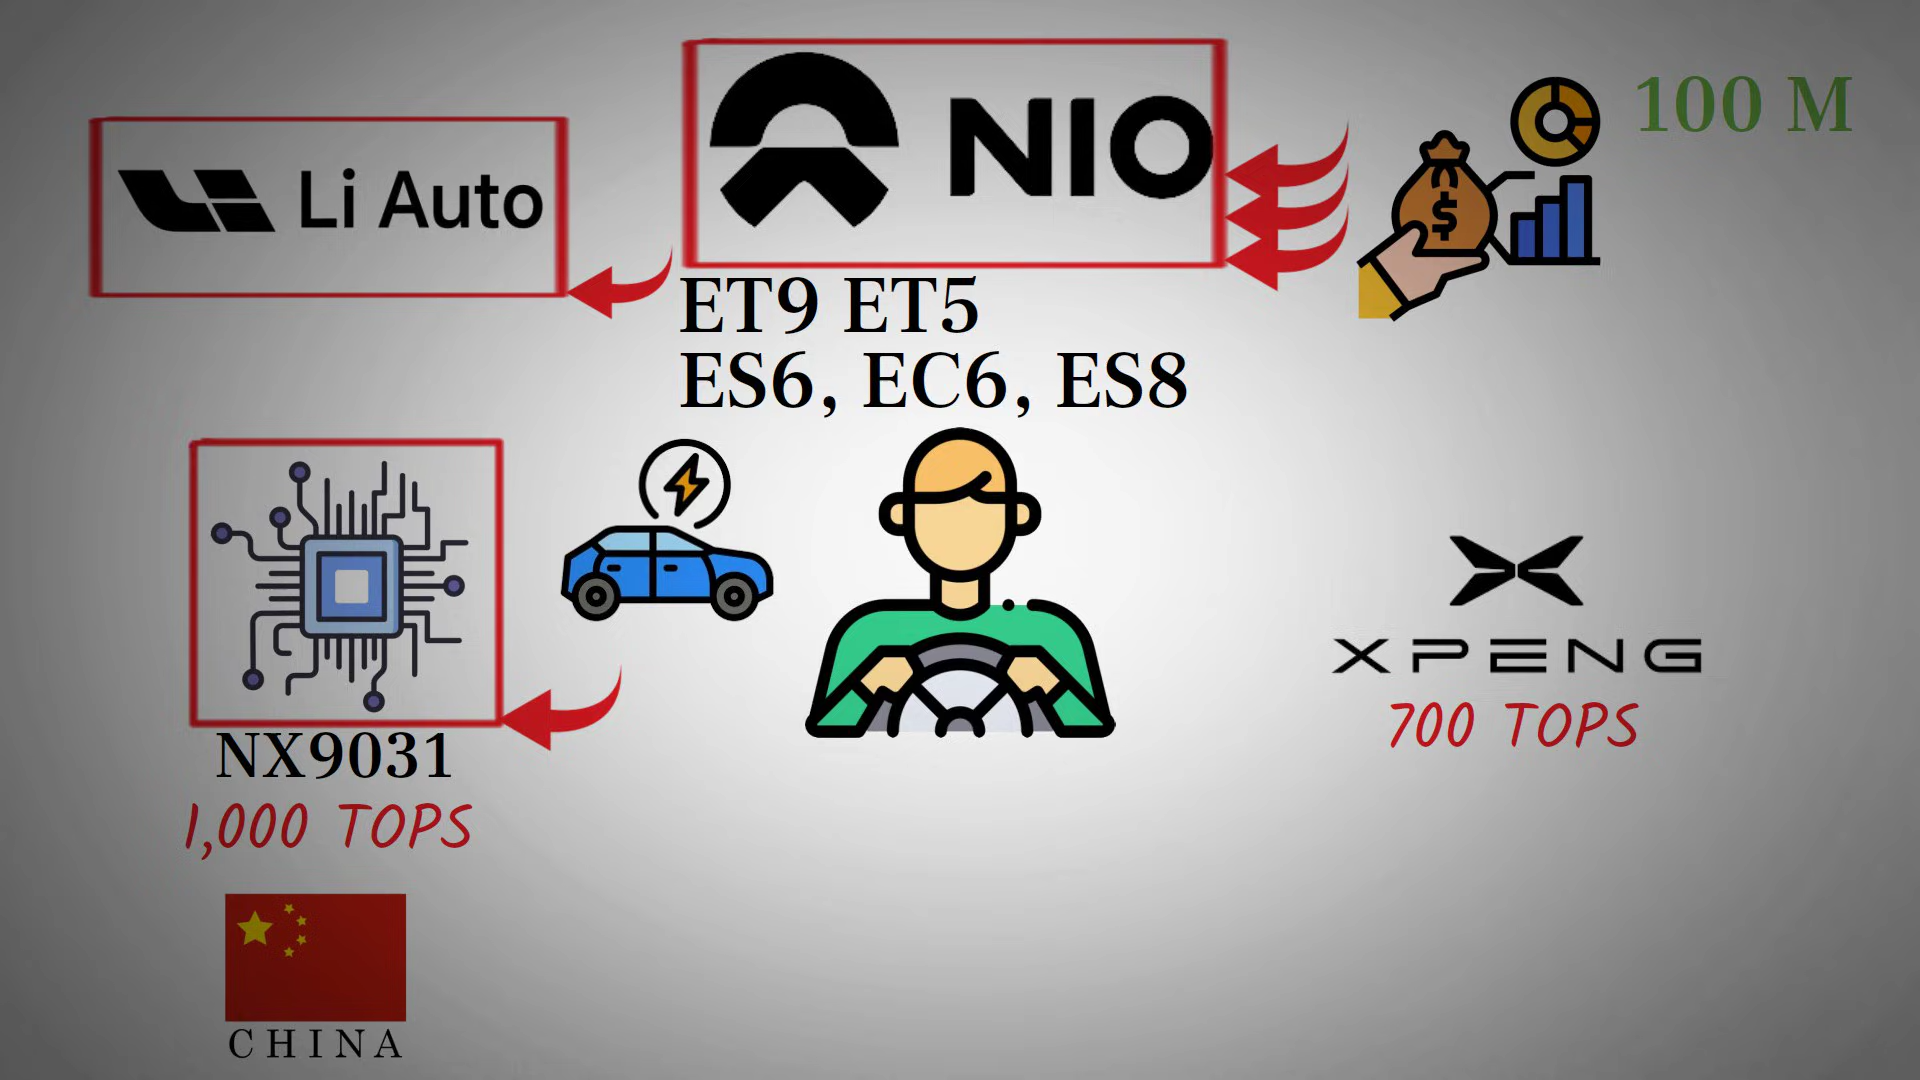 Li Auto
NIO
100 M
$
ET9 ET5
ES6, EC6, ES8
NX9031
1,000 TOPS
XPENG
700 TOPS
CHINA